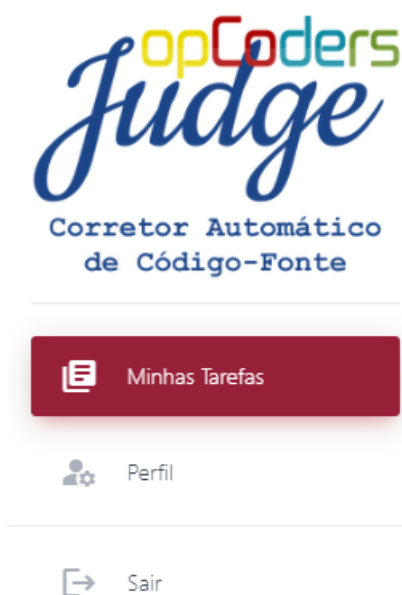 opCoders
Judge
Corretor Automático
de Código-Fonte
Minhas Tarefas
Perfil
Sair